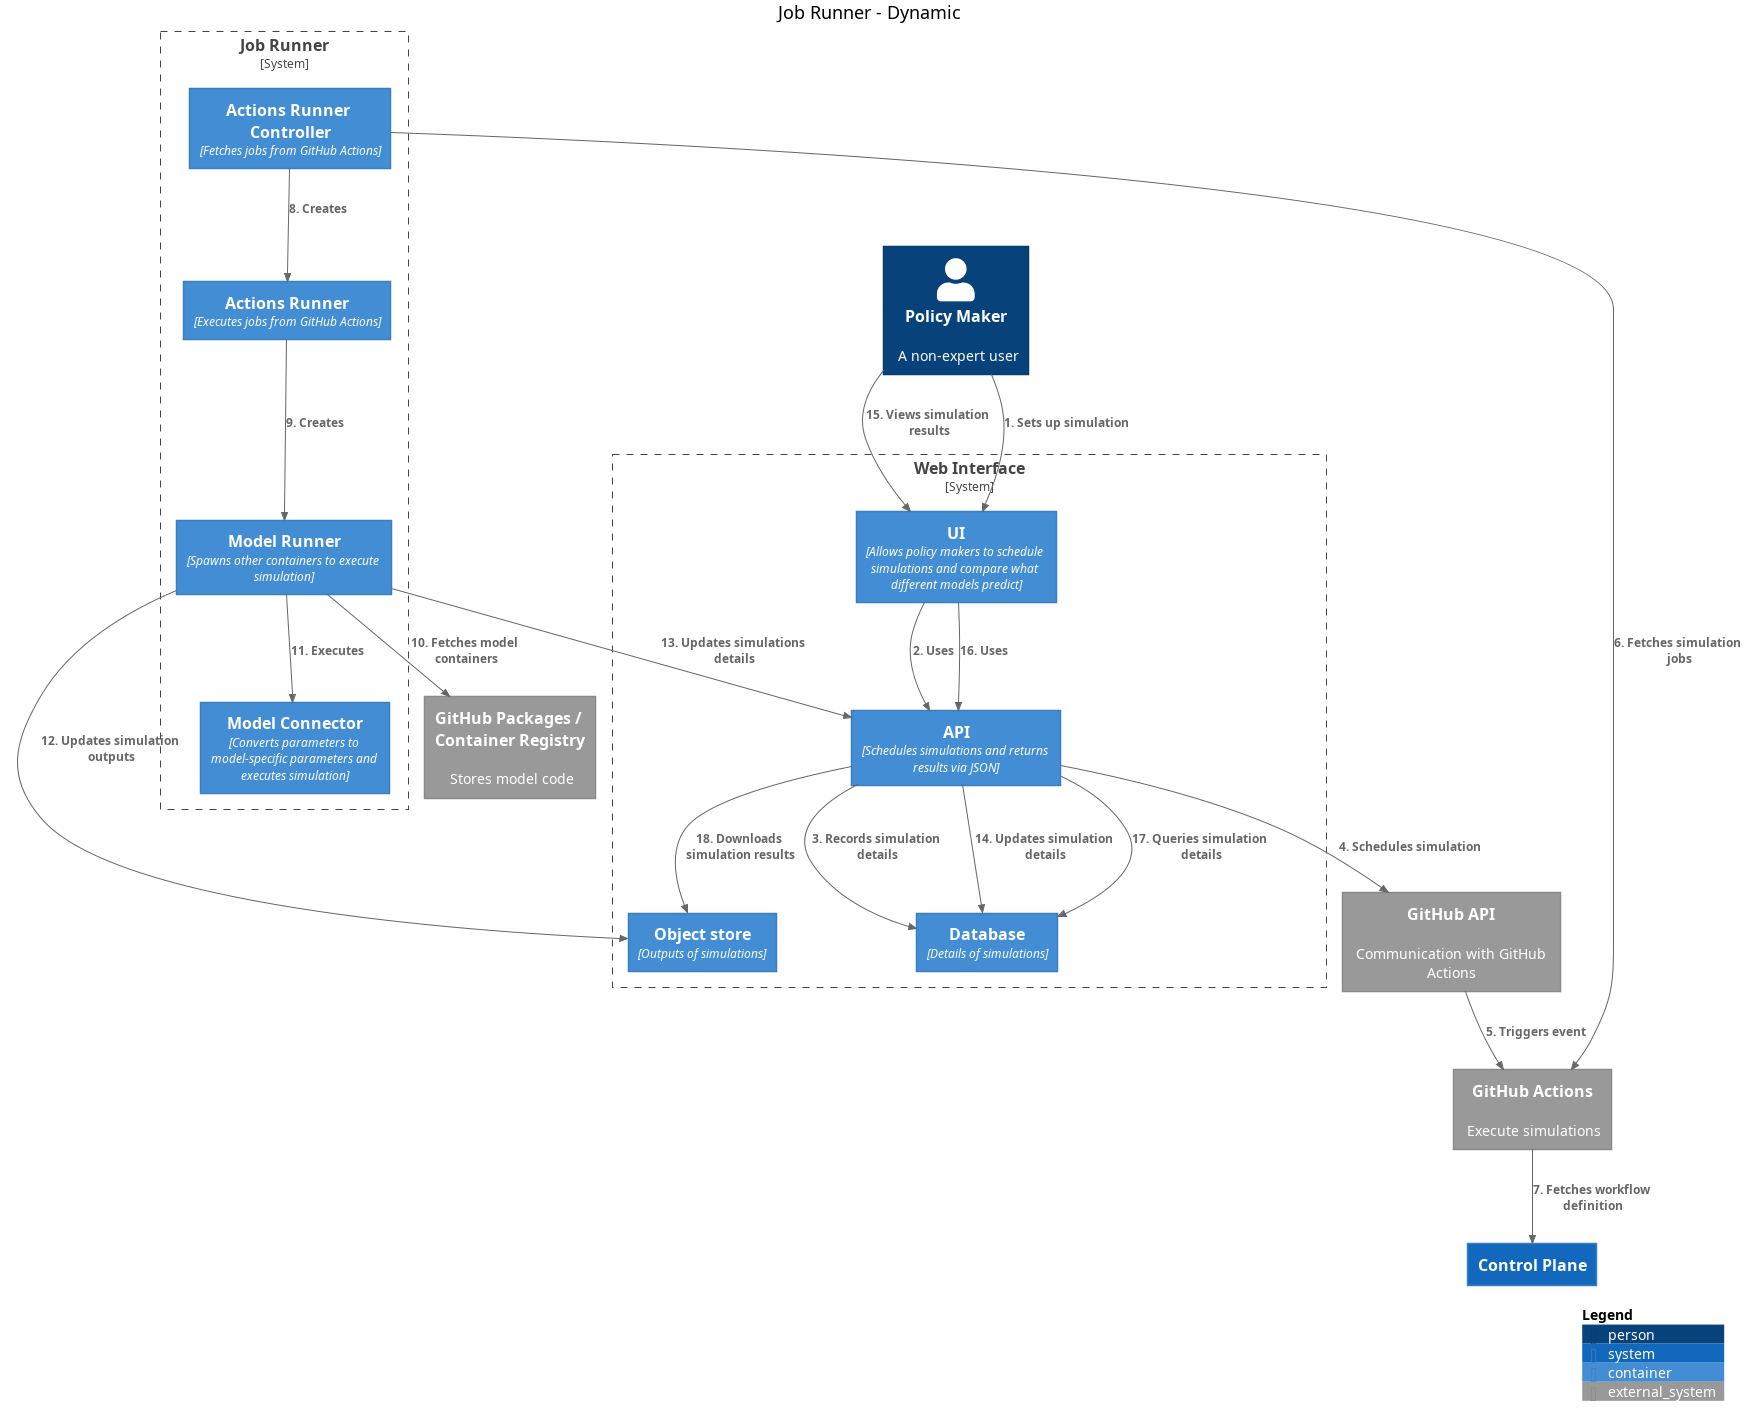 Job Runner - Dynamic
Job Runner
[System]
Actions Runner
Controller
[Fetches jobs from GitHub Actions]
8. Creates
Actions Runner
[Executes jobs from GitHub Actions]
9. Creates
Policy Maker
A non-expert user
15. Views simulation
results
1. Sets up simulation
Web Interface
[System]
UI
[Allows policy makers to schedule
simulations and compare what
different models predict]
Model Runner
[Spawns other containers to execute
simulation]
11. Executes
10. Fetches model
containers
13. Updates simulations
details
2. Uses
16. Uses
6. Fetches simulation
jobs
12. Updates simulation
outputs
Model Connector
[Converts parameters to
model-specific parameters and
executes simulation]
GitHub Packages /
Container Registry
Stores model code
API
[Schedules simulations and returns
results via JSON]
18. Downloads
simulation results
3. Records simulation
details
14. Updates simulation
details
17. Queries simulation
details
4. Schedules simulation
Object store
[Outputs of simulations]
Database
[Details of simulations]
GitHub API
Communication with GitHub
Actions
5. Triggers event
GitHub Actions
Execute simulations
7. Fetches workflow
definition
Control Plane
Legend
person
system
container
external_system